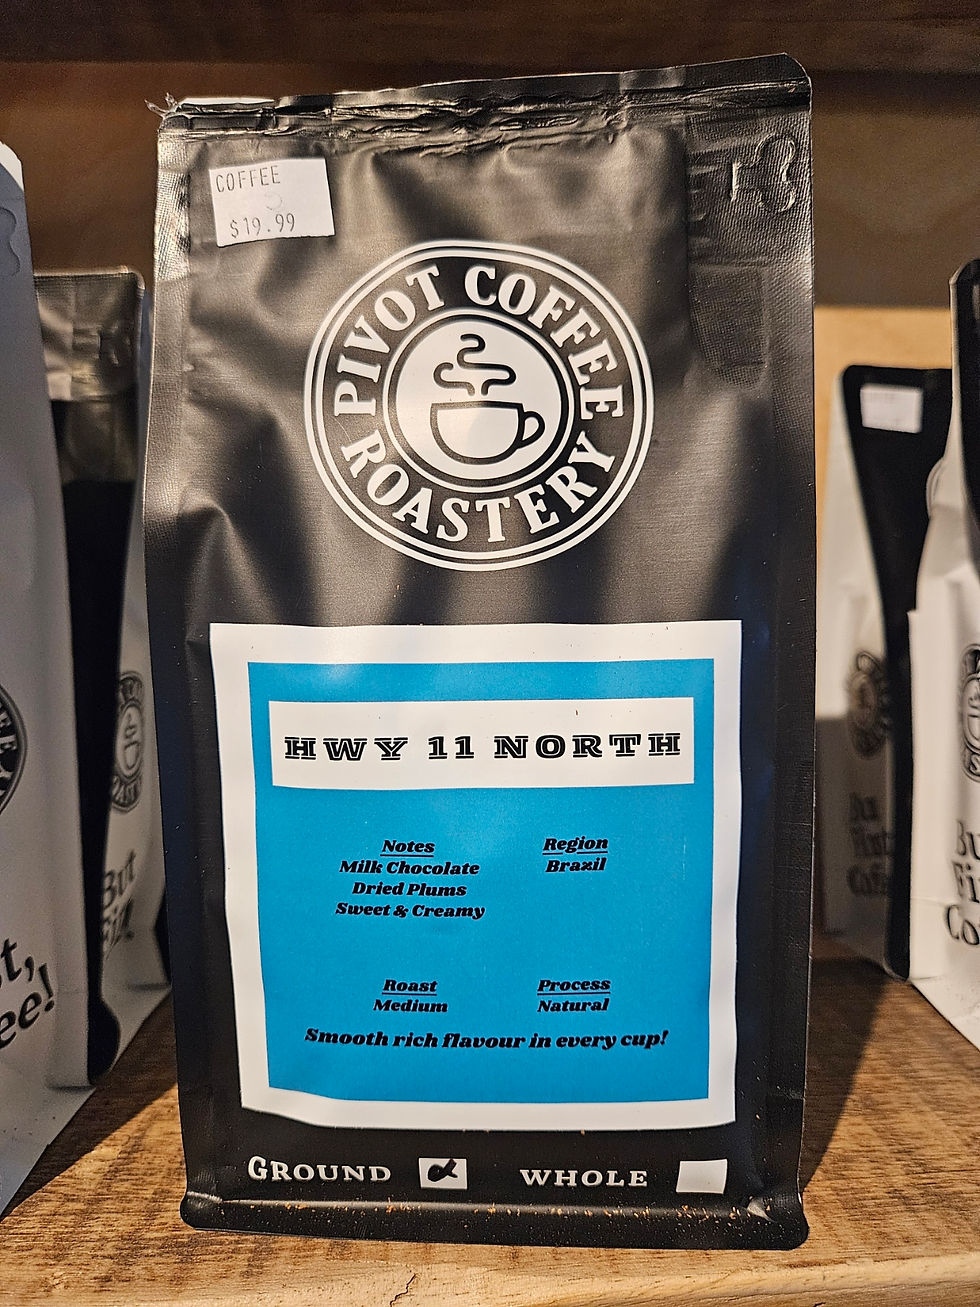 COFFEE
$19.99
PIVOT COFFEE
ROASTERY
HWY 11 NORTH
Notes
Milk Chocolate
Dried Plums
Sweet & Creamy
Region
Brazil
Roast
Medium
Process
Natural
Smooth rich flavour in every cup!
GROUND
WHOLE
But